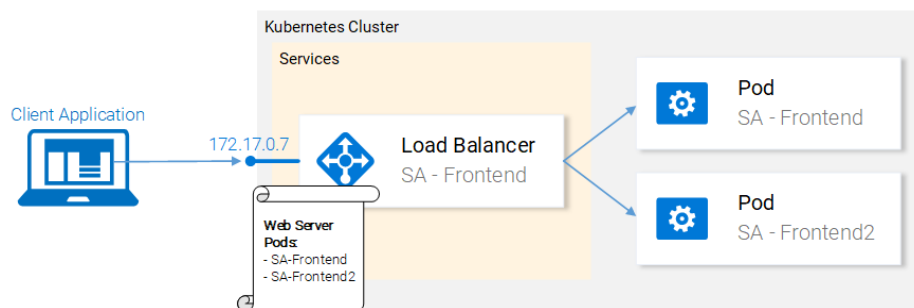 Kubernetes Cluster
Services
Client Application
172.17.0.7
Load Balancer
SA - Frontend
Web Server
Pods:
- SA-Frontend
- SA-Frontend2
Pod
SA - Frontend
Pod
SA - Frontend2